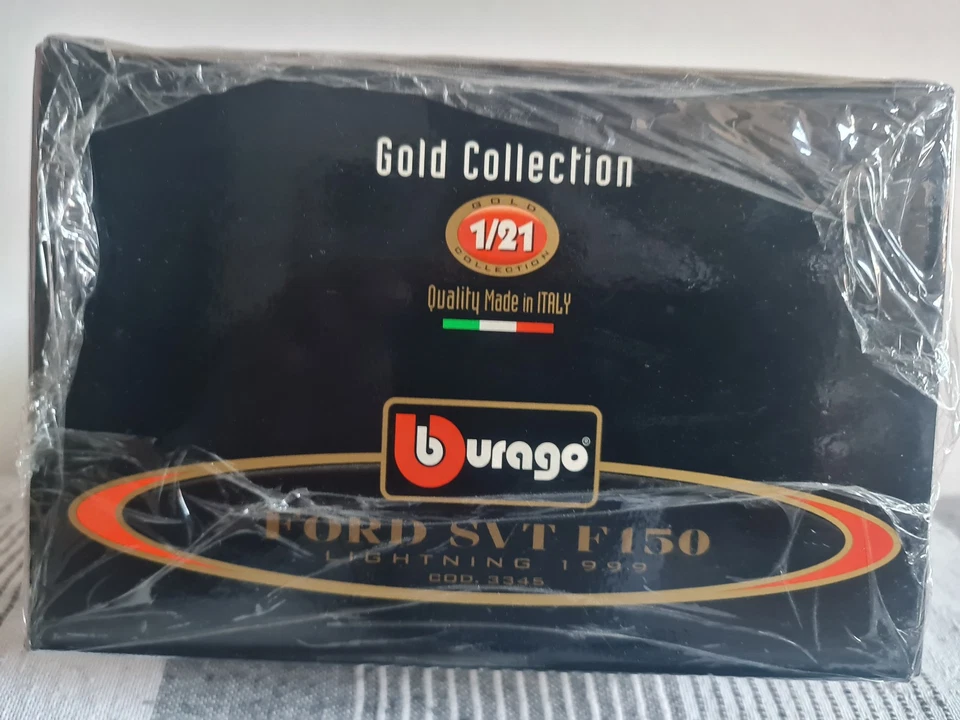 Gold Collection
GOLD
1/21
COLLECTION
Quality Made in ITALY
burago®
FORD SVT F150
LIGHTNING 1999
COD. 3345